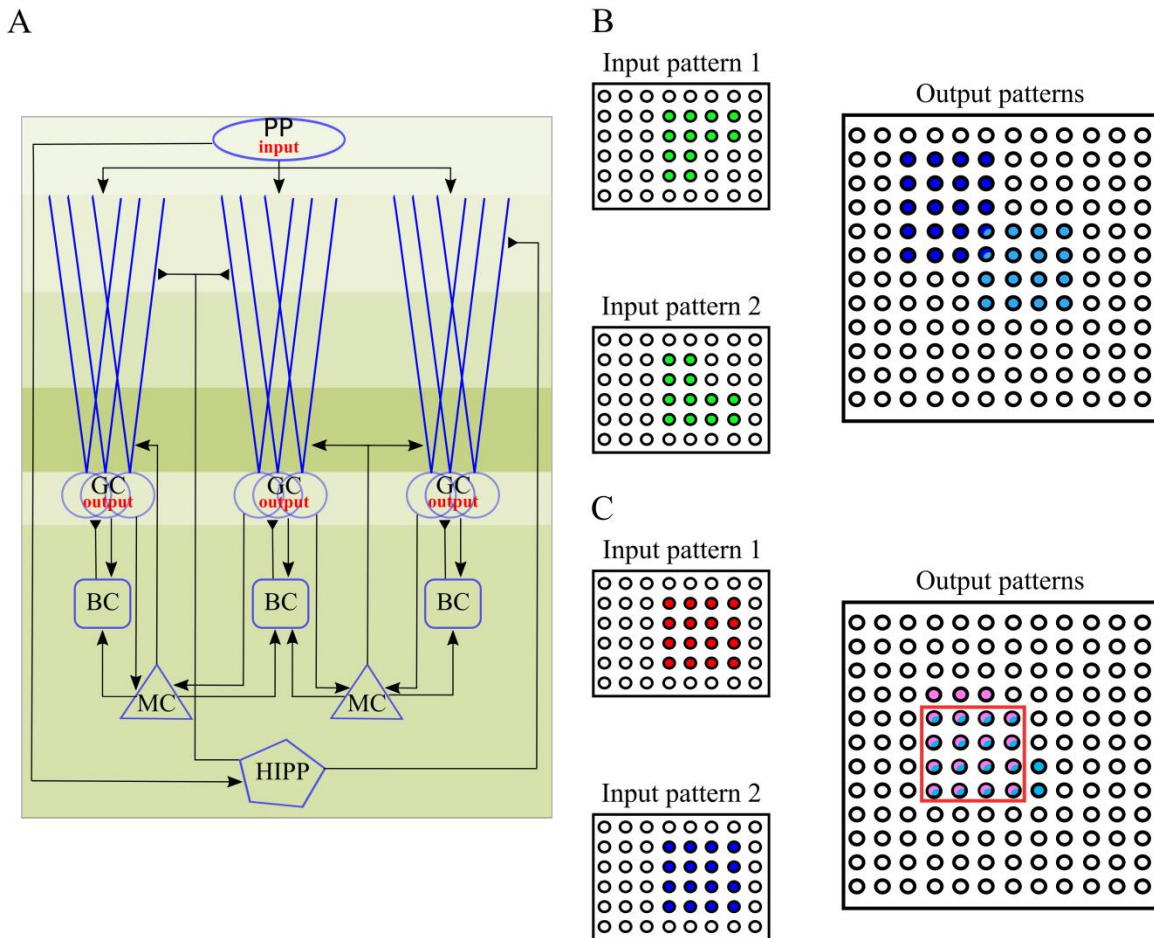 A
PP
input
GC
output
GC
output
GC
output
BC
BC
BC
MC
MC
HIPP
B
Input pattern 1
Output patterns
Input pattern 2
C
Input pattern 1
Output patterns
Input pattern 2